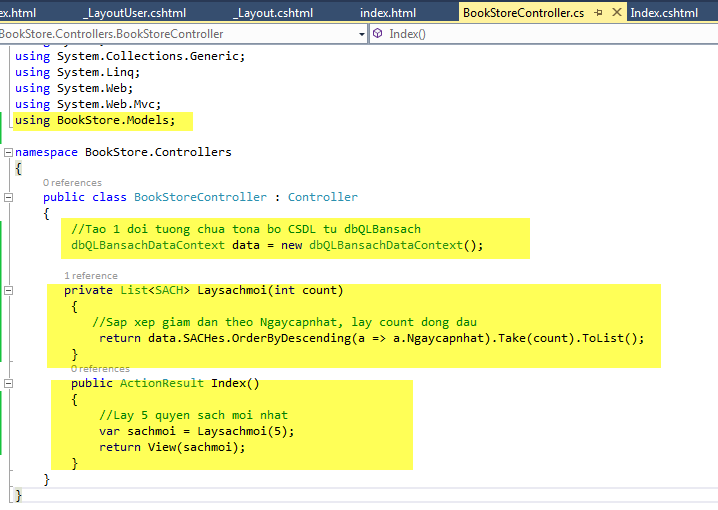 ex.html _LayoutUser.cshtml _Layout.cshtml index.html BookStoreController.cs Index.cshtml
BookStore.Controllers.BookStoreController Index()
using System.Collections.Generic;
using System.Linq;
using System.Web;
using System.Web.Mvc;
using BookStore.Models;
namespace BookStore.Controllers
{
0 references
public class BookStoreController : Controller
{
//Tao 1 doi tuong chua tona bo CSDL tu dbQLBansach
dbQLBansachDataContext data = new dbQLBansachDataContext();
1 reference
private List<SACH> Laysachmoi(int count)
{
//Sap xep giam dan theo Ngaycapnhat, lay count dong dau
return data.SACHes.OrderByDescending(a => a.Ngaycapnhat).Take(count).ToList();
}
0 references
public ActionResult Index()
{
//Lay 5 quyen sach moi nhat
var sachmoi = Laysachmoi(5);
return View(sachmoi);
}
}
}